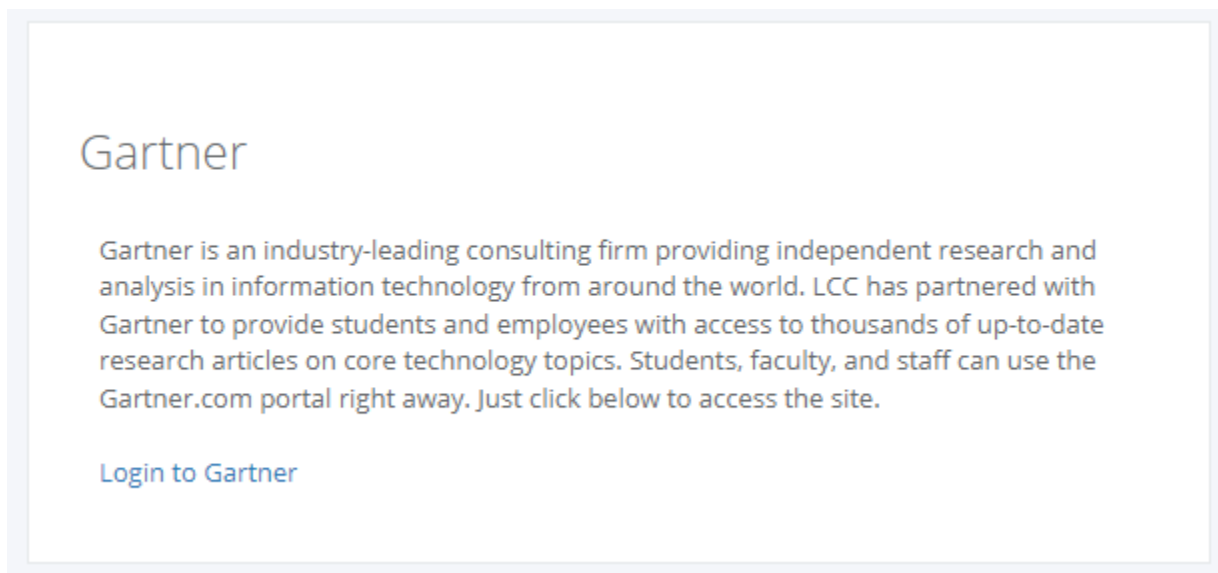 Gartner
Gartner is an industry-leading consulting firm providing independent research and
analysis in information technology from around the world. LCC has partnered with
Gartner to provide students and employees with access to thousands of up-to-date
research articles on core technology topics. Students, faculty, and staff can use the
Gartner.com portal right away. Just click below to access the site.
Login to Gartner